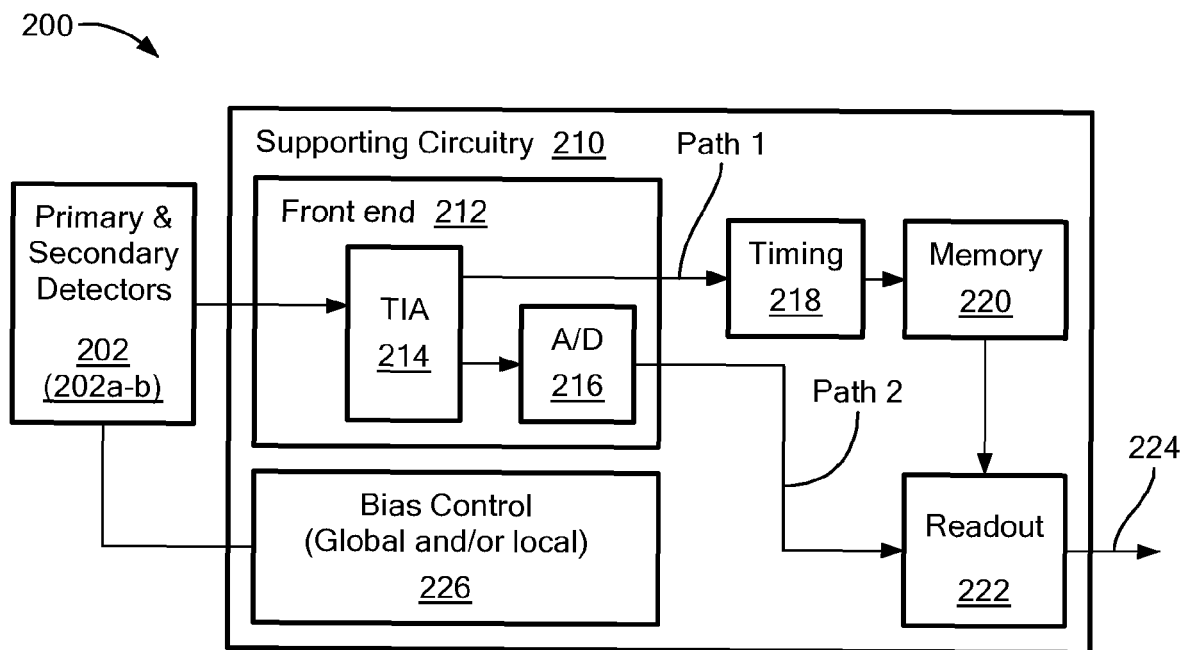 200
Supporting Circuitry 210
Path 1
Primary &
Secondary
Detectors
202
(202a-b)
Front end 212
TIA
214
A/D
216
Timing
218
Memory
220
Path 2
224
Bias Control
(Global and/or local)
226
Readout
222